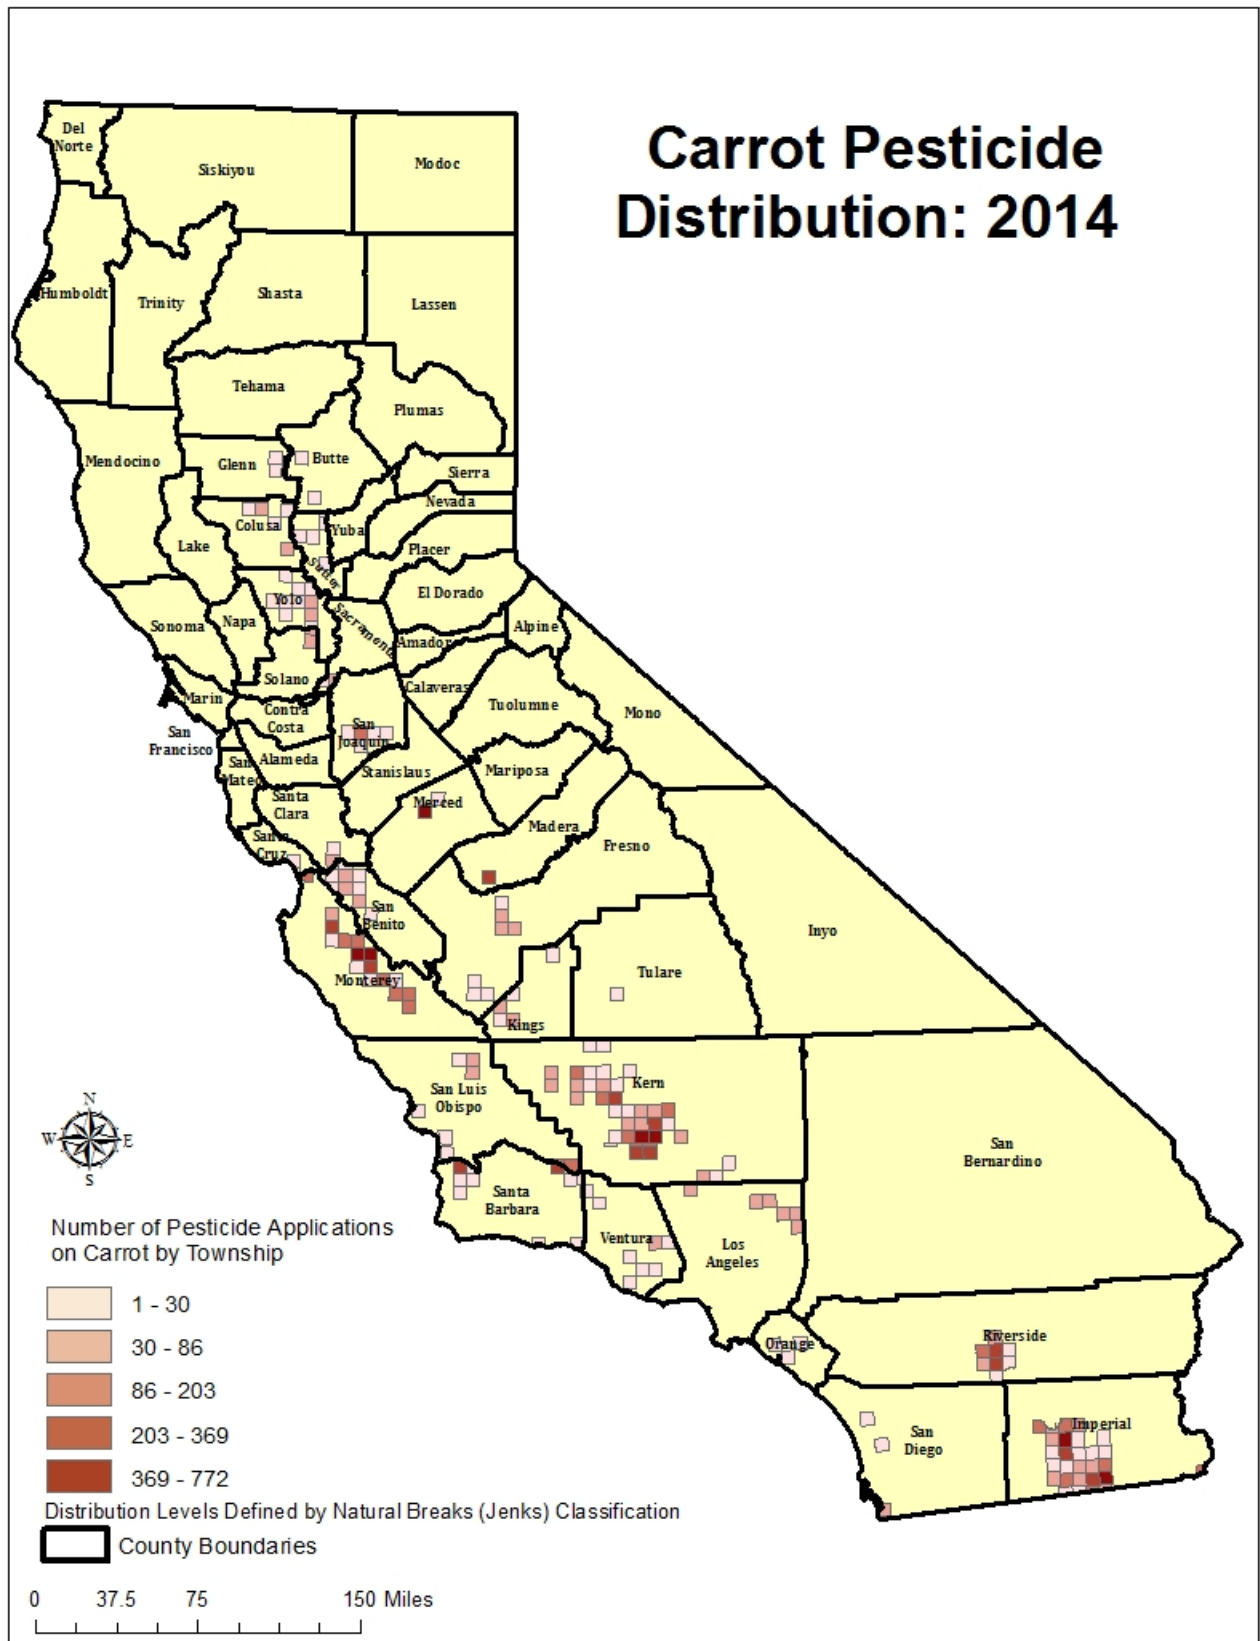 Carrot Pesticide
Distribution: 2014
Del
Norte
Siskiyou
Modoc
Humboldt
Trinity
Shasta
Lassen
Tehama
Plumas
Mendocino
Glenn
Butte
Sierra
Nevada
Colusa
Yuba
Lake
Placer
Sutter
El Dorado
Yolo
Sonoma
Napa
Sacramento
Amador
Alpine
Solano
Calaveras
Marin
Contra
Costa
Tuolumne
Mono
San
Francisco
San
Joaquin
Alameda
San
Mateo
Stanislaus
Mariposa
Santa
Clara
Merced
Madera
Santa
Cruz
Fresno
San
Benito
Inyo
Monterey
Tulare
Kings
San Luis
Obispo
Kern
San
Bernardino
N
W E
S
Santa
Barbara
Ventura
Los
Angeles
Orange
Riverside
San
Diego
Imperial
Number of Pesticide Applications
on Carrot by Township
1 - 30
30 - 86
86 - 203
203 - 369
369 - 772
Distribution Levels Defined by Natural Breaks (Jenks) Classification
County Boundaries
0 37.5 75 150 Miles